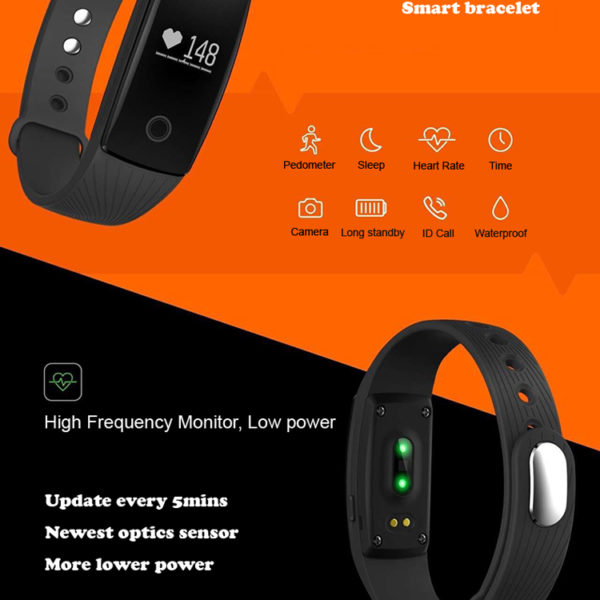 Smart bracelet
148
Pedometer
Sleep
Heart Rate
Time
Camera
Long standby
ID Call
Waterproof
High Frequency Monitor, Low power
Update every 5mins
Newest optics sensor
More lower power